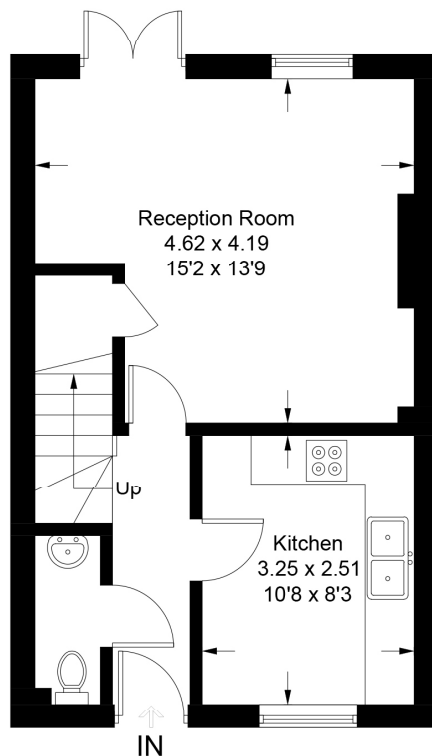 Reception Room
4.62 x 4.19
15'2 x 13'9
Up
Kitchen
3.25 x 2.51
10'8 x 8'3
IN